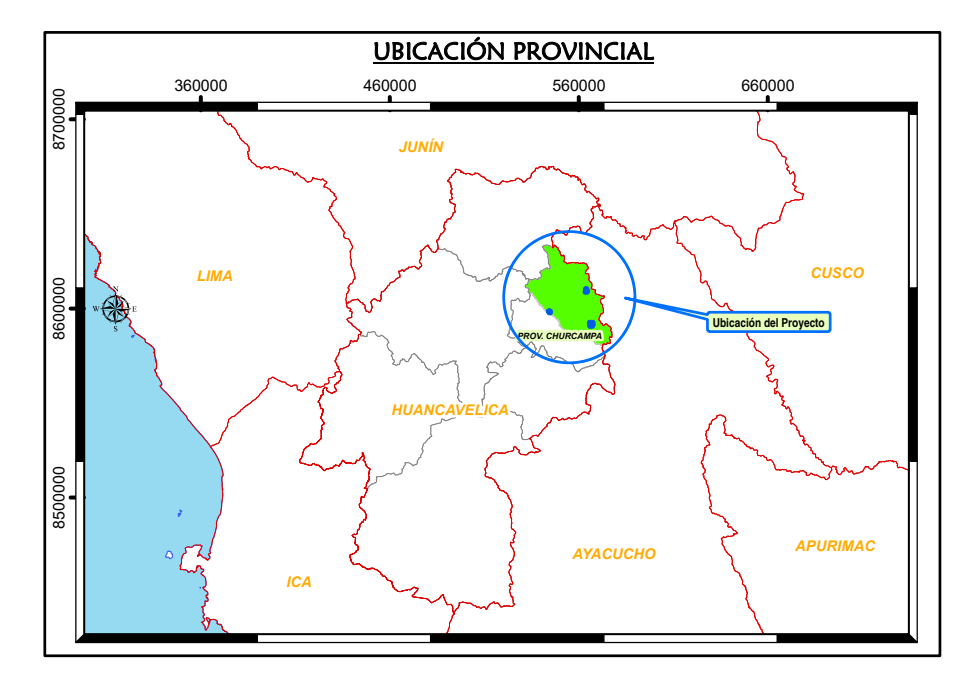 UBICACIÓN PROVINCIAL
360000
460000
560000
660000
8700000
8600000
8500000
JUNÍN
LIMA
CUSCO
N
W
E
S
Ubicación del Proyecto
PROV. CHURCAMPA
HUANCAVELICA
ICA
AYACUCHO
APURIMAC